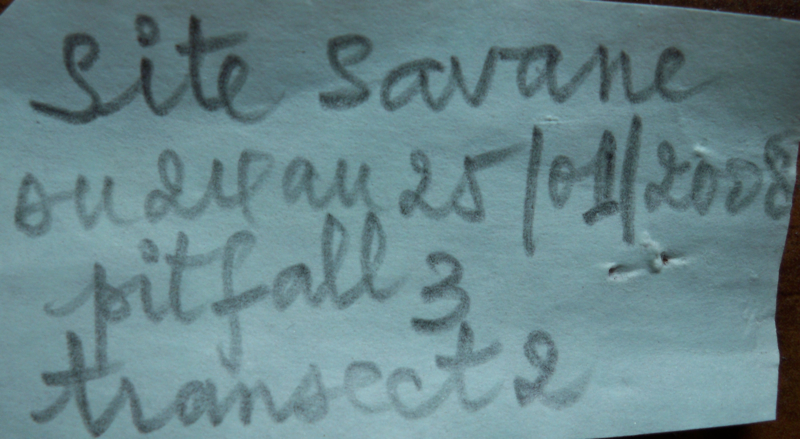 Site Savane
du 24 au 25/01/2008
pitfall 3
transect 2